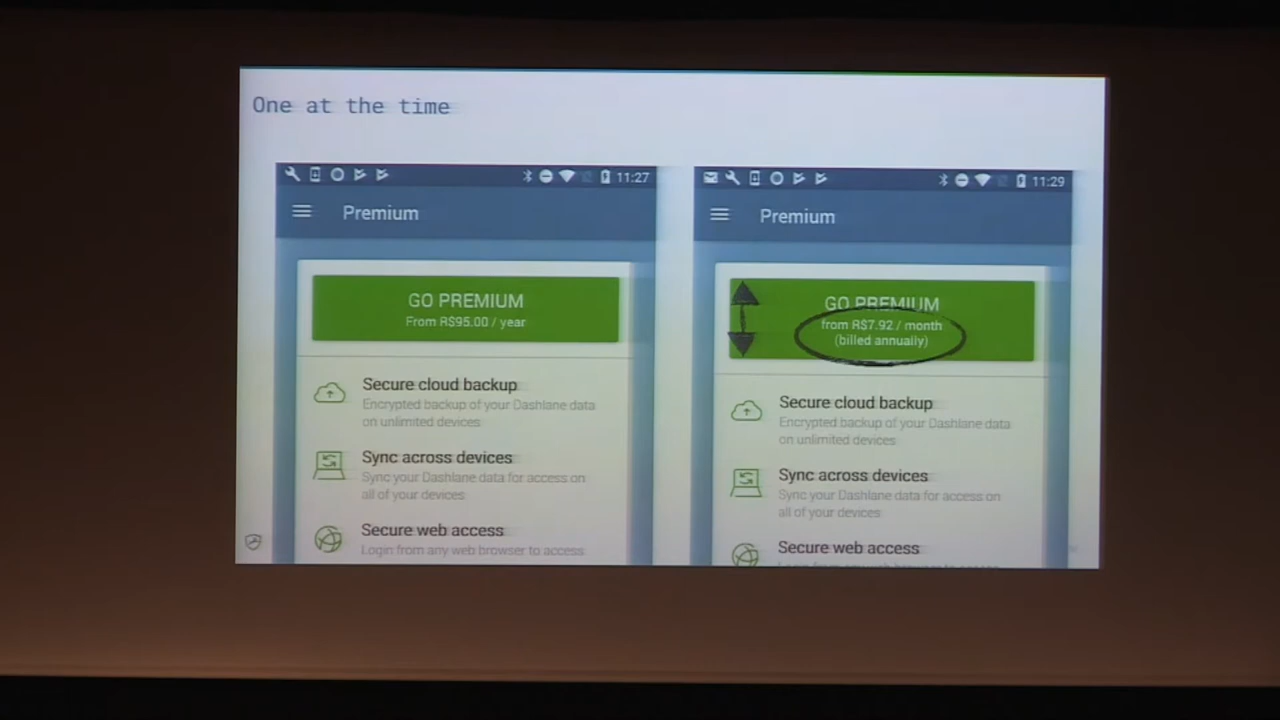 One at the time
11:27
Premium
GO PREMIUM
From R$95.00 / year
Secure cloud backup
Encrypted backup of your Dashlane data
on unlimited devices
Sync across devices
Sync your Dashlane data for access on
all of your devices
Secure web access
Login from any web browser to access
11:29
Premium
GO PREMIUM
from R$7.92 / month
(billed annually)
Secure cloud backup
Encrypted backup of your Dashlane data
on unlimited devices
Sync across devices
Sync your Dashlane data for access on
all of your devices
Secure web access